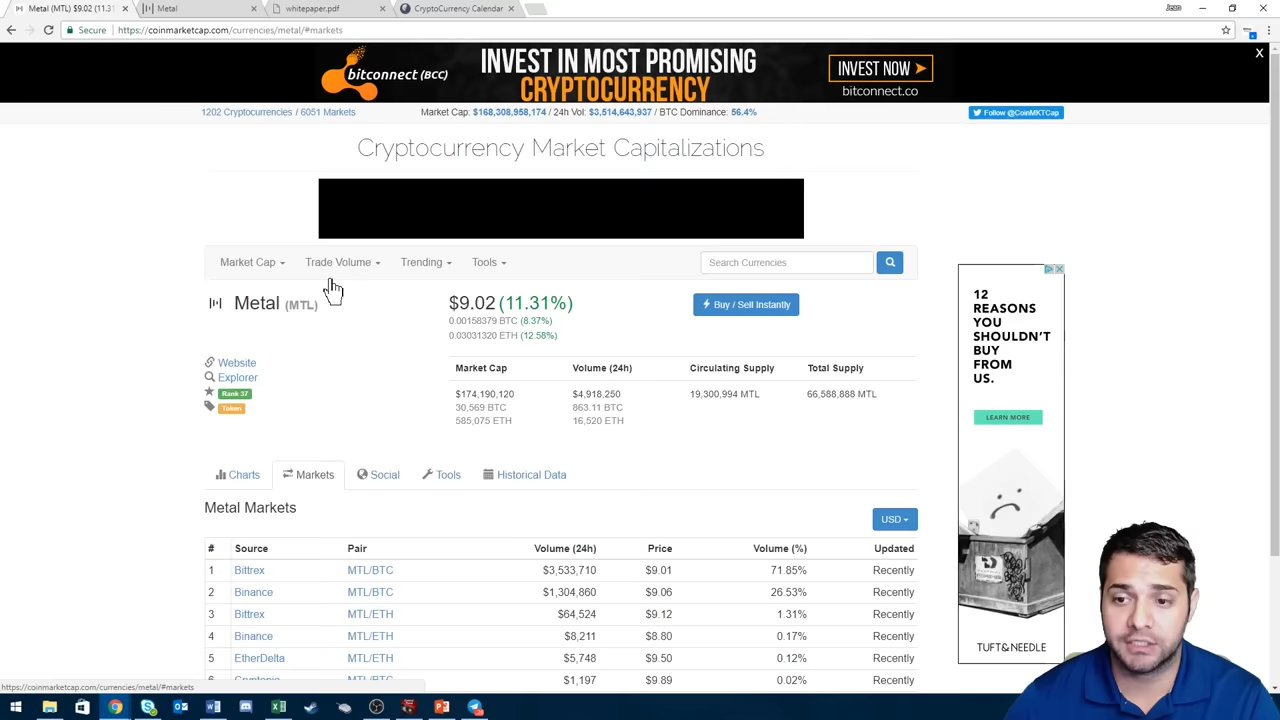 Metal (MTL) $9.02 (11.31
Metal
whitepaper.pdf
CryptoCurrency Calendar
Secure
https://coinmarketcap.com/currencies/metal/#markets
bitconnect (BCC)
INVEST IN MOST PROMISING
CRYPTOCURRENCY
INVEST NOW
bitconnect.co
X
1202 Cryptocurrencies / 6051 Markets
Market Cap: $168,308,958,174 / 24h Vol: $3,514,643,937 / BTC Dominance: 56.4%
Follow @CoinMKTCap
Cryptocurrency Market Capitalizations
Market Cap
Trade Volume
Trending
Tools
Search Currencies
Metal (MTL)
$9.02 (11.31%)
0.00158379 BTC (8.37%)
0.03031320 ETH (12.58%)
Buy / Sell Instantly
Website
Explorer
Rank 37
Token
Market Cap Volume (24h) Circulating Supply Total Supply
$174,190,120 $4,918,250 19,300,994 MTL 66,588,888 MTL
30,569 BTC 863.11 BTC
585,075 ETH 16,520 ETH
12
REASONS
YOU
SHOULDN'T
BUY
FROM
US.
LEARN MORE
TUFT&NEEDLE
Charts Markets Social Tools Historical Data
Metal Markets
USD
# Source Pair Volume (24h) Price Volume (%) Updated
1 Bittrex MTL/BTC $3,533,710 $9.01 71.85% Recently
2 Binance MTL/BTC $1,304,860 $9.06 26.53% Recently
3 Bittrex MTL/ETH $64,524 $9.12 1.31% Recently
4 Binance MTL/ETH $8,211 $8.80 0.17% Recently
5 EtherDelta MTL/ETH $5,748 $9.50 0.12% Recently
6 Cryptopia MTL/BTC $1,197 $9.89 0.02% Recently
https://coinmarketcap.com/currencies/metal/#markets